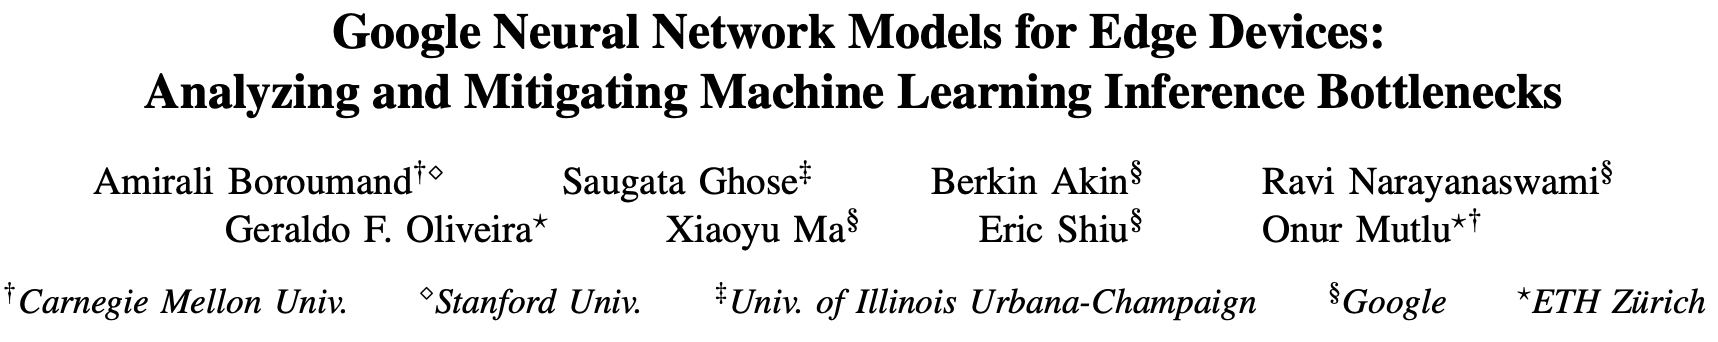 Google Neural Network Models for Edge Devices:
Analyzing and Mitigating Machine Learning Inference Bottlenecks
Amirali Boroumand†⋄ Saugata Ghose‡ Berkin Akin§ Ravi Narayanaswami§
Geraldo F. Oliveira⋆ Xiaoyu Ma§ Eric Shiu§ Onur Mutlu⋆†
†Carnegie Mellon Univ. ⋄Stanford Univ. ‡Univ. of Illinois Urbana-Champaign §Google ⋆ETH Zürich